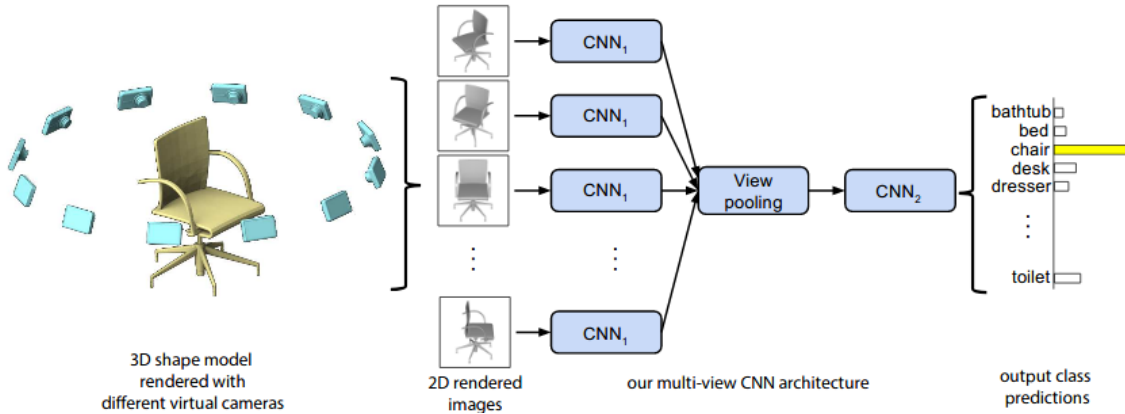 CNN1
CNN1
CNN1
CNN1
View
pooling
CNN2
bathtub
bed
chair
desk
dresser
toilet
3D shape model
rendered with
different virtual cameras
2D rendered
images
our multi-view CNN architecture
output class
predictions